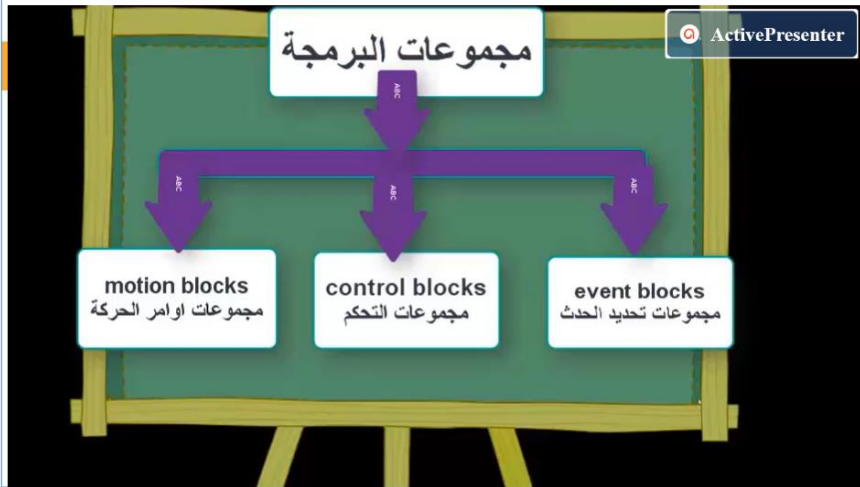 ActivePresenter
مجموعات البرمجة
ABC
ABC
ABC
ABC
motion blocks
مجموعات اوامر الحركة
control blocks
مجموعات التحكم
event blocks
مجموعات تحديد الحدث